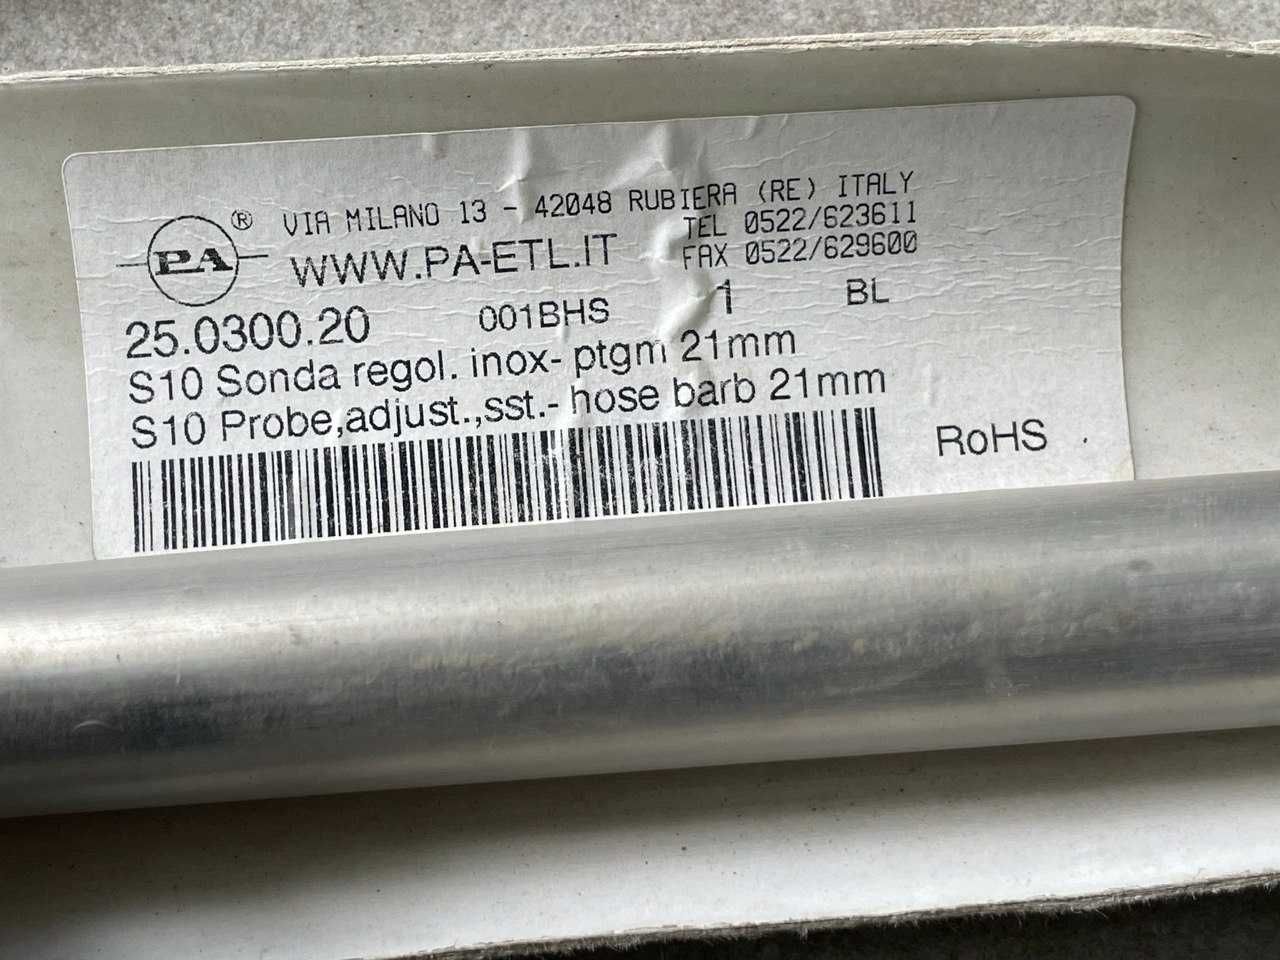 VIA MILANO 13 - 42048 RUBIERA (RE) ITALY
PA® WWW.PA-ETL.IT TEL 0522/623611
FAX 0522/629600
25.0300.20 001BHS 1 BL
S10 Sonda regol. inox- ptgm 21mm
S10 Probe,adjust.,sst.- hose barb 21mm
RoHS